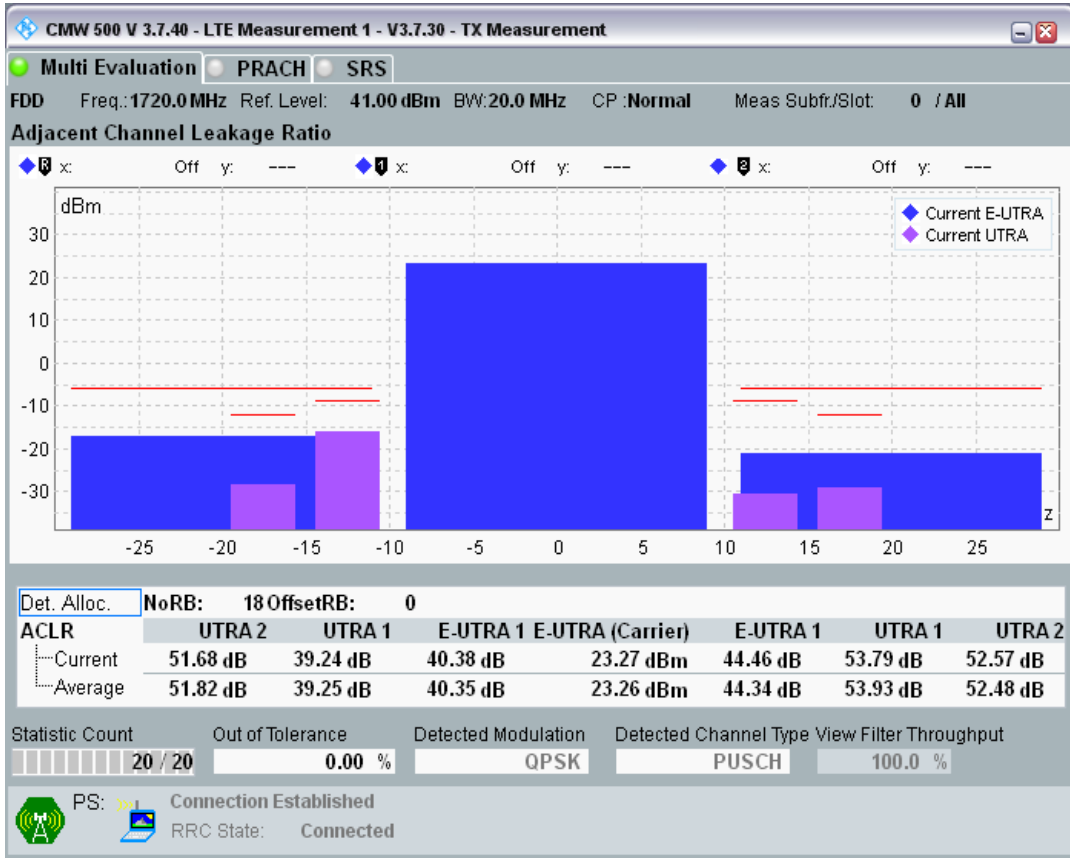 CMW 500 V 3.7.40 - LTE Measurement 1 - V3.7.30 - TX Measurement
Multi Evaluation PRACH SRS
FDD Freq.:1720.0 MHz Ref. Level: 41.00 dBm BW:20.0 MHz CP :Normal Meas Subfr./Slot: 0 / All
Adjacent Channel Leakage Ratio
R x: Off y: --- 1 x: Off y: --- 2 x: Off y: ---
dBm
Current E-UTRA
Current UTRA
30
20
10
0
-10
-20
-30
z
-25 -20 -15 -10 -5 0 5 10 15 20 25
Det. Alloc. NoRB: 18 OffsetRB: 0
ACLR UTRA 2 UTRA 1 E-UTRA 1 E-UTRA (Carrier) E-UTRA 1 UTRA 1 UTRA 2
Current 51.68 dB 39.24 dB 40.38 dB 23.27 dBm 44.46 dB 53.79 dB 52.57 dB
Average 51.82 dB 39.25 dB 40.35 dB 23.26 dBm 44.34 dB 53.93 dB 52.48 dB
Statistic Count Out of Tolerance Detected Modulation Detected Channel Type View Filter Throughput
20 / 20 0.00 % QPSK PUSCH 100.0 %
PS: Connection Established
RRC State: Connected